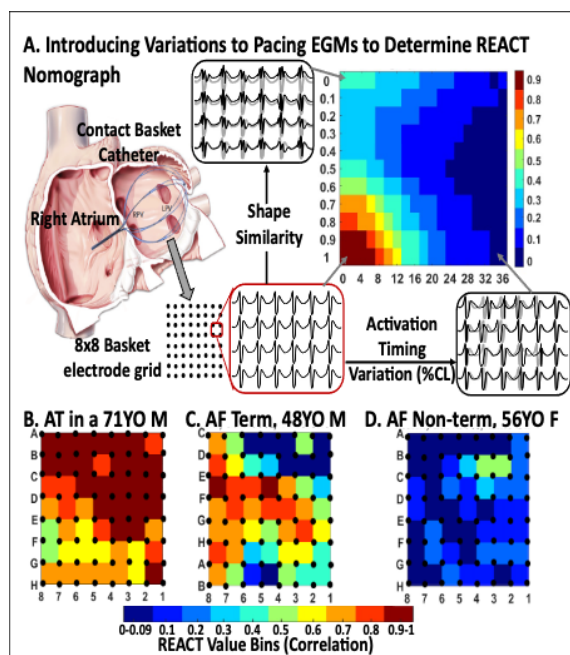 A. Introducing Variations to Pacing EGMs to Determine REACT
Nomograph
Contact Basket
Catheter
Right Atrium
RPV
LPV
Shape
Similarity
8x8 Basket
electrode grid
Activation
Timing
Variation (%CL)
0
0.1
0.2
0.3
0.4
0.5
0.6
0.7
0.8
0.9
1
0 4 8 12 16 20 24 28 32 36
0.9
0.8
0.7
0.6
0.5
0.4
0.3
0.2
0.1
0
B. AT in a 71YO M
A
B
C
D
E
F
G
H
8 7 6 5 4 3 2 1
C. AF Term, 48YO M
C
D
E
F
G
H
A
B
8 7 6 5 4 3 2 1
D. AF Non-term, 56YO F
A
B
C
D
E
F
G
H
8 7 6 5 4 3 2 1
0-0.09 0.1 0.2 0.3 0.4 0.5 0.6 0.7 0.8 0.9-1
REACT Value Bins (Correlation)